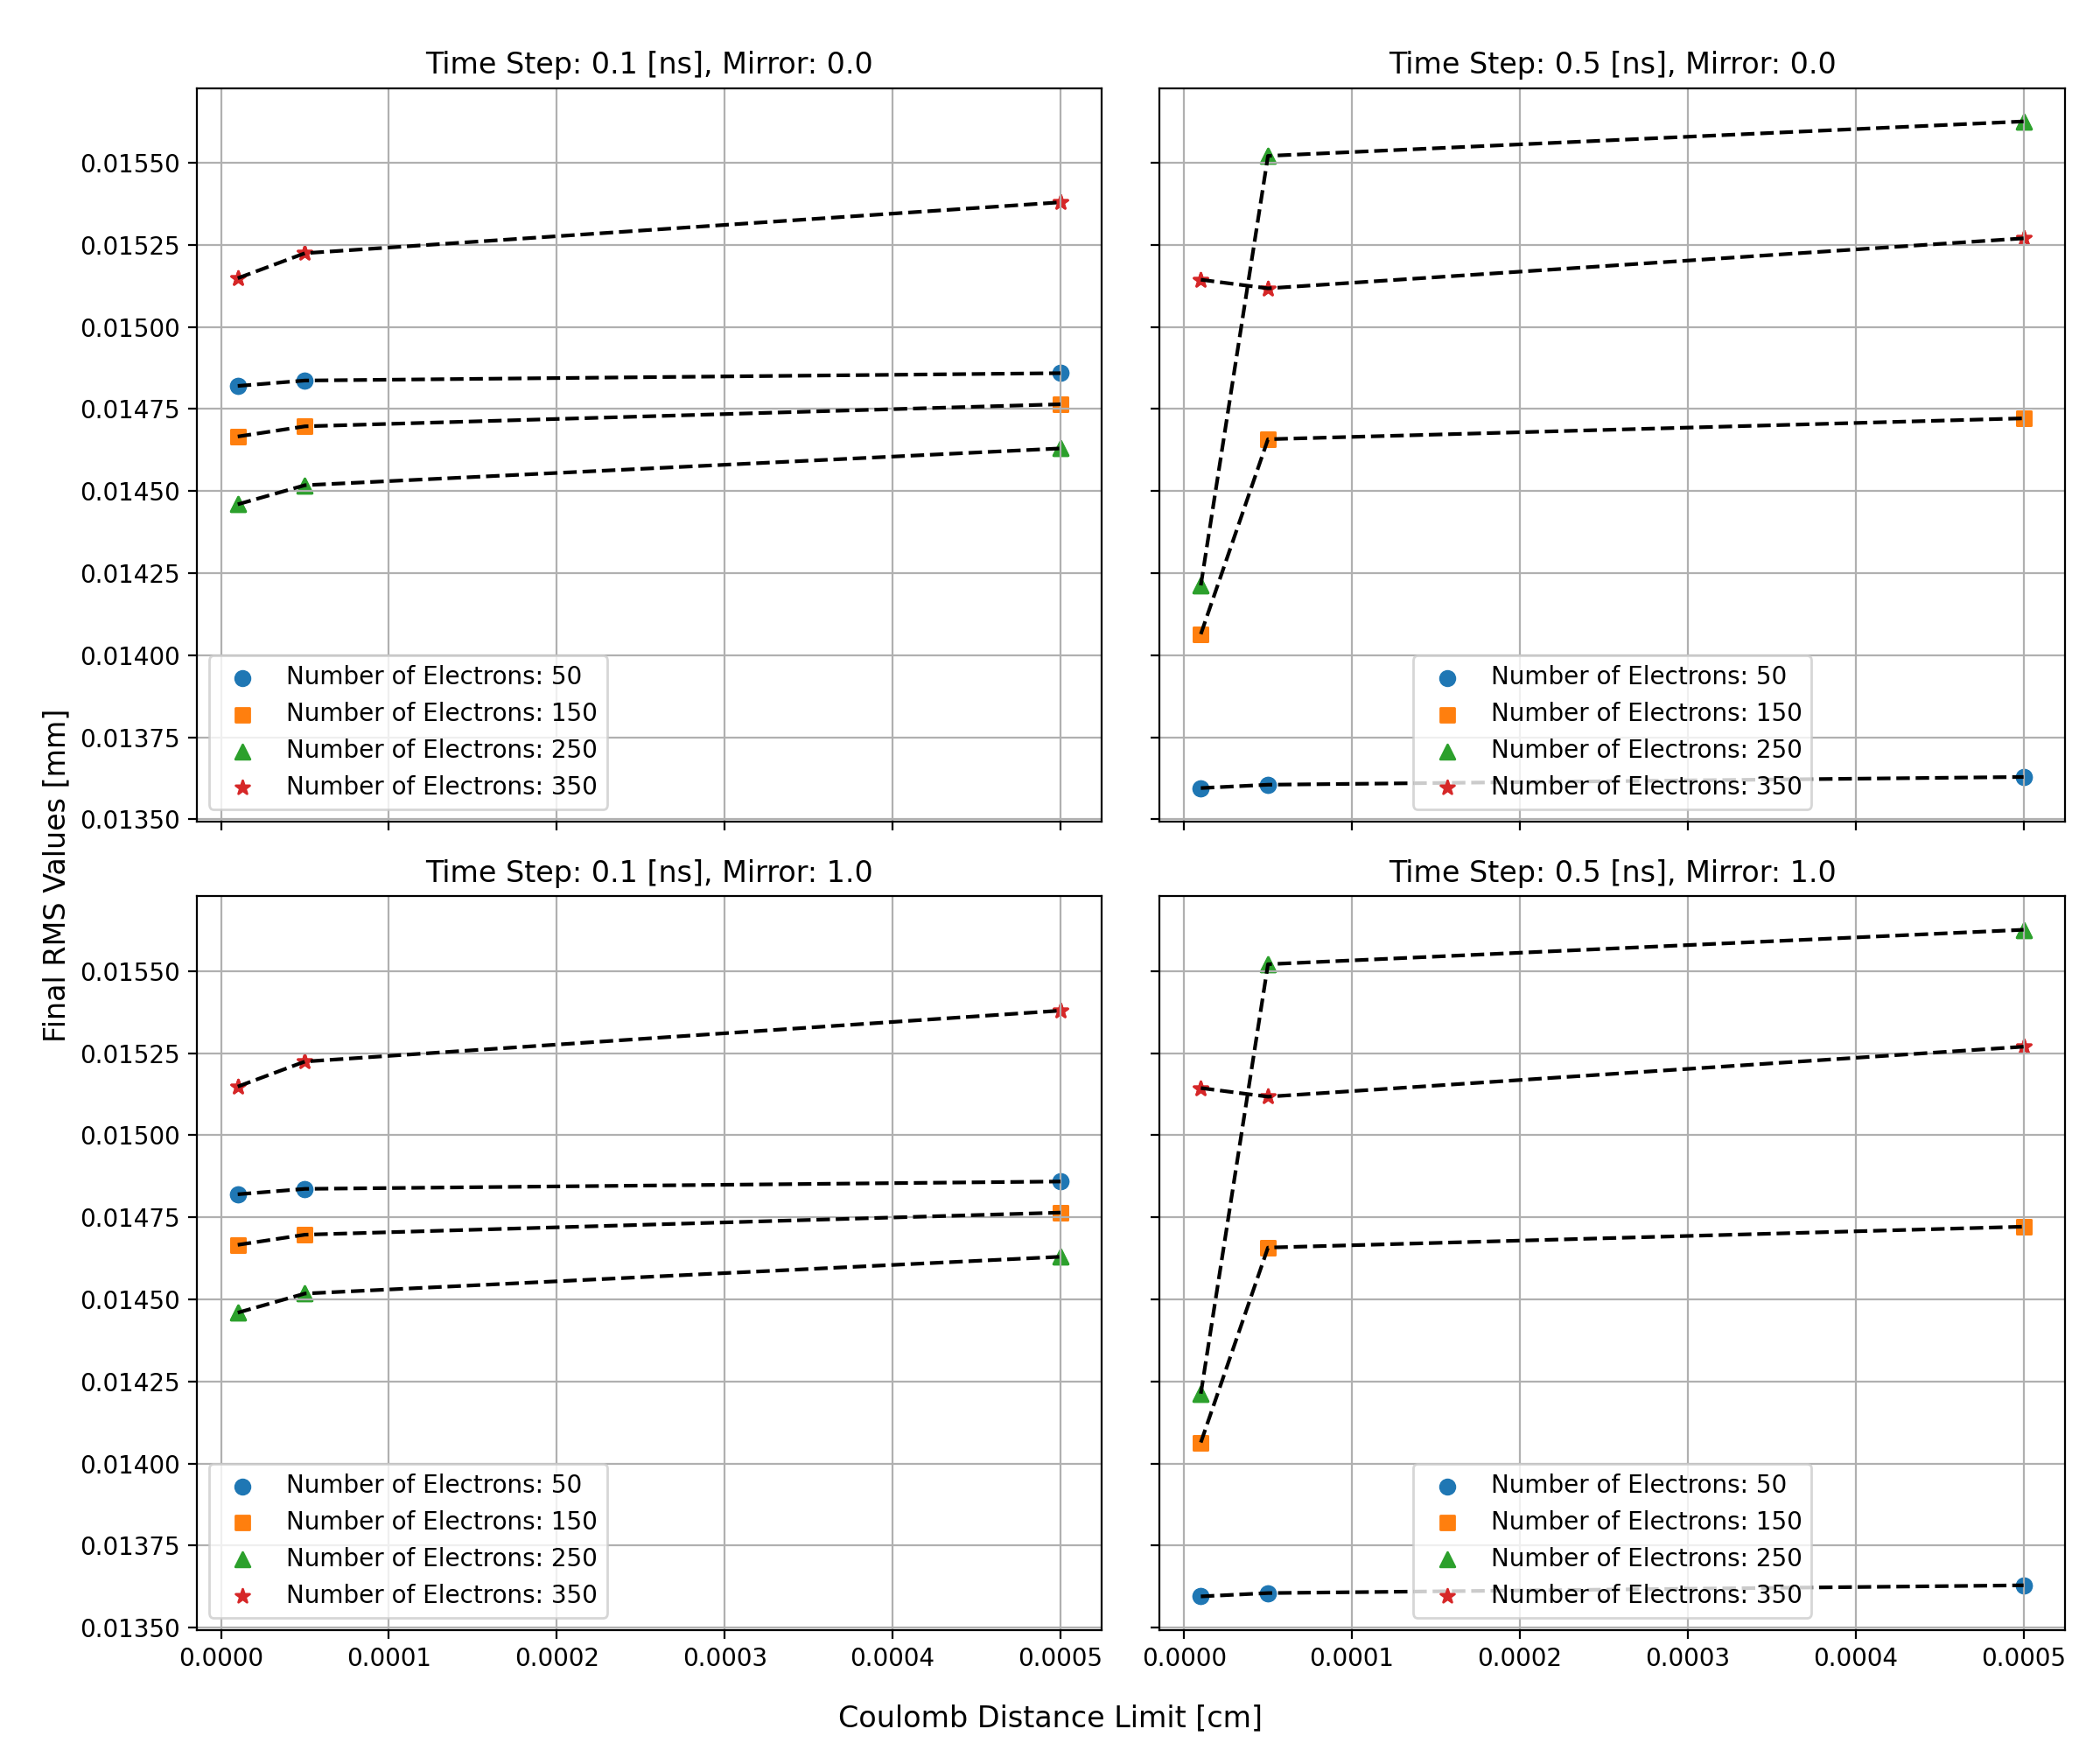 Time Step: 0.1 [ns], Mirror: 0.0
0.01550
0.01525
0.01500
0.01475
0.01450
0.01425
0.01400
0.01375
0.01350
Number of Electrons: 50
Number of Electrons: 150
Number of Electrons: 250
Number of Electrons: 350
Time Step: 0.5 [ns], Mirror: 0.0
Number of Electrons: 50
Number of Electrons: 150
Number of Electrons: 250
Number of Electrons: 350
Final RMS Values [mm]
Time Step: 0.1 [ns], Mirror: 1.0
0.01550
0.01525
0.01500
0.01475
0.01450
0.01425
0.01400
0.01375
0.01350
Number of Electrons: 50
Number of Electrons: 150
Number of Electrons: 250
Number of Electrons: 350
0.0000 0.0001 0.0002 0.0003 0.0004 0.0005
Time Step: 0.5 [ns], Mirror: 1.0
Number of Electrons: 50
Number of Electrons: 150
Number of Electrons: 250
Number of Electrons: 350
0.0000 0.0001 0.0002 0.0003 0.0004 0.0005
Coulomb Distance Limit [cm]